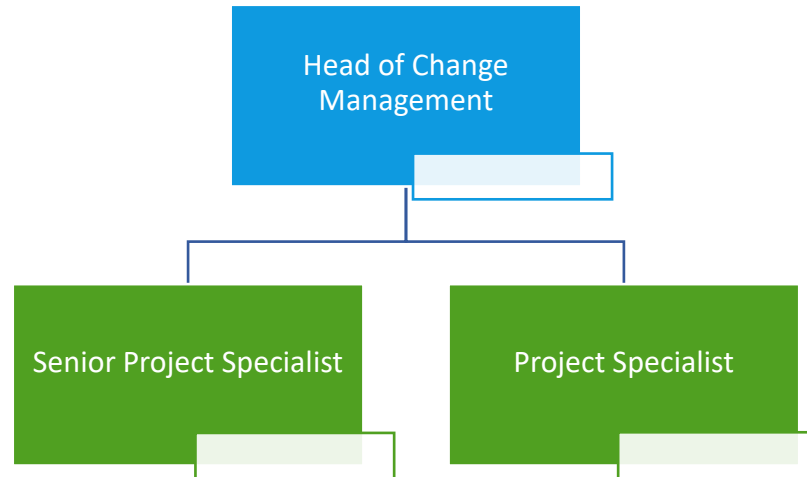 Head of Change
Management
Senior Project Specialist
Project Specialist